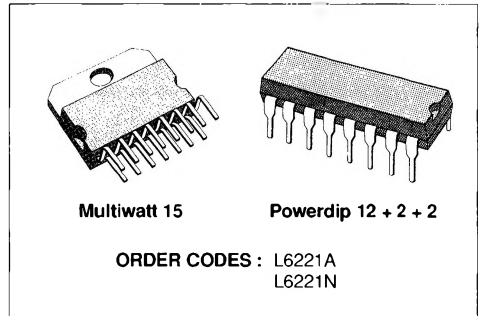 Multiwatt 15
Powerdip 12 + 2 + 2
ORDER CODES : L6221A
L6221N